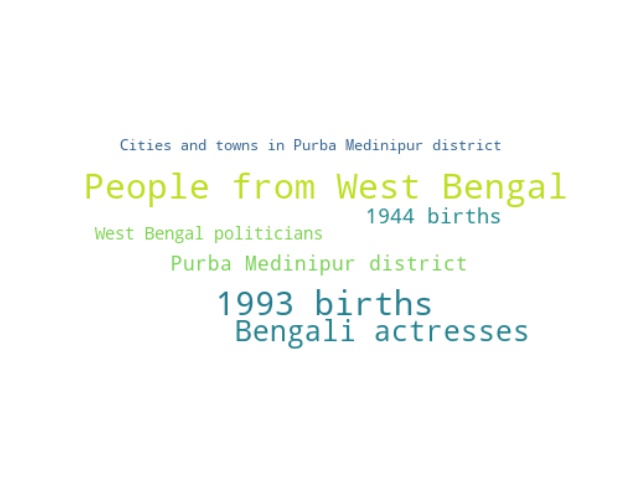 Cities and towns in Purba Medinipur district
People from West Bengal
1944 births
West Bengal politicians
Purba Medinipur district
1993 births
Bengali actresses